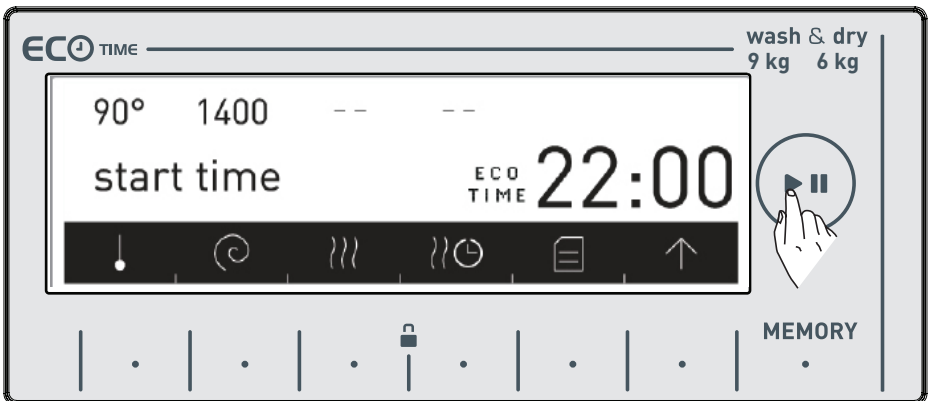 ECO TIME
wash & dry
9 kg 6 kg
90° 1400 -- --
start time
ECO TIME 22:00
MEMORY